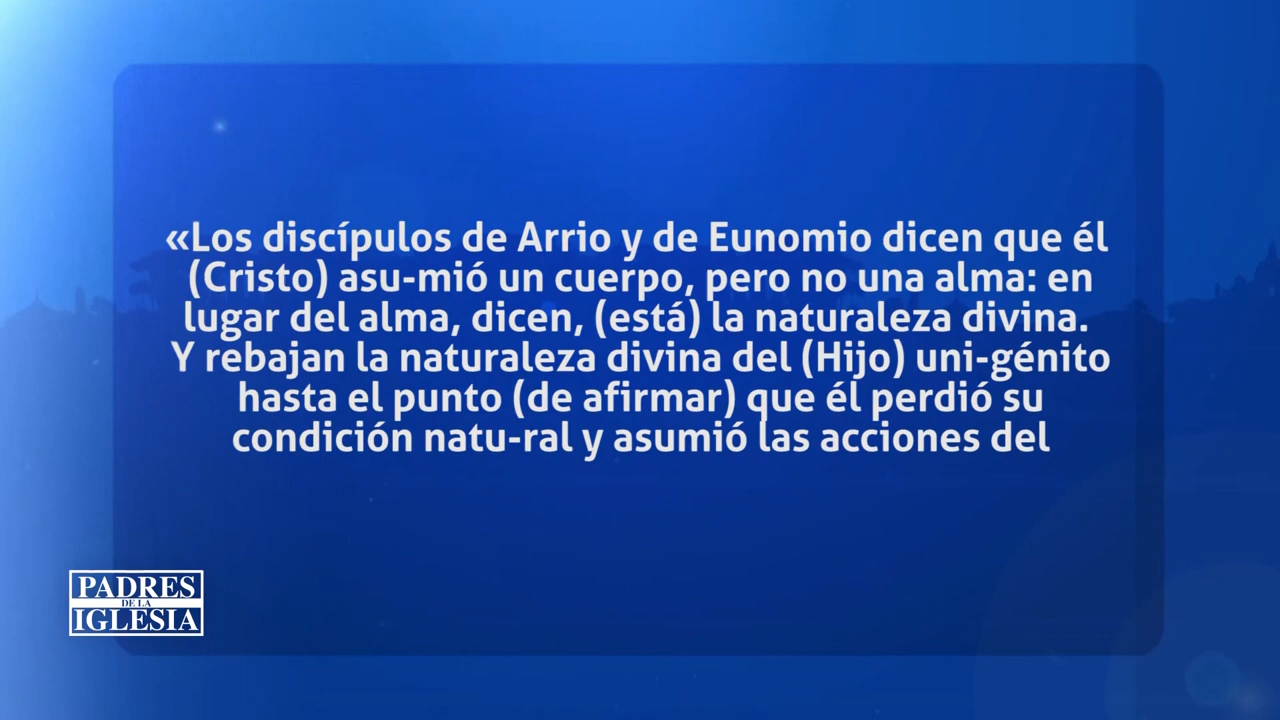 «Los discípulos de Arrio y de Eunomio dicen que él
(Cristo) asu-mió un cuerpo, pero no una alma: en
lugar del alma, dicen, (está) la naturaleza divina.
Y rebajan la naturaleza divina del (Hijo) uni-génito
hasta el punto (de afirmar) que él perdió su
condición natu-ral y asumió las acciones del
PADRES
DE LA
IGLESIA